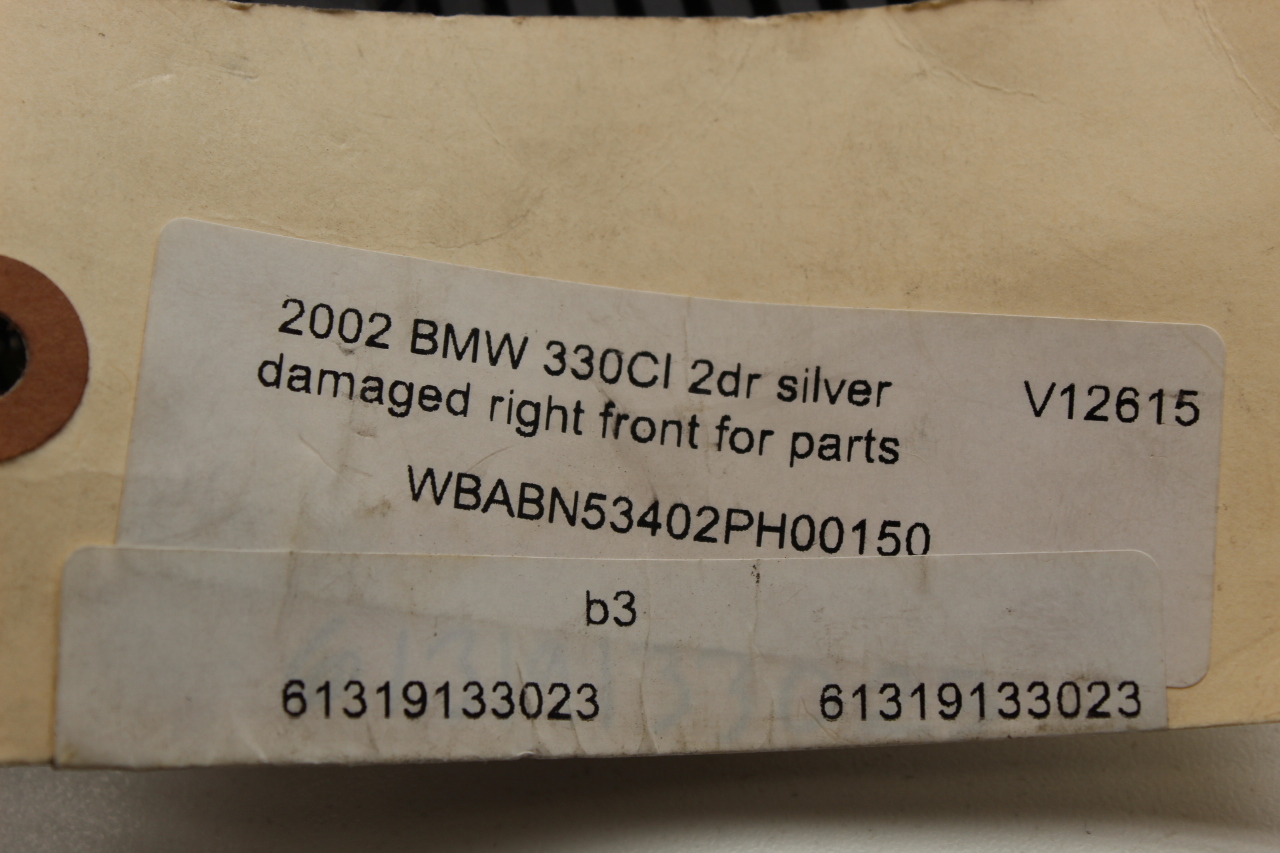 2002 BMW 330CI 2dr silver V12615
damaged right front for parts
WBABN53402PH00150
b3
61319133023 61319133023